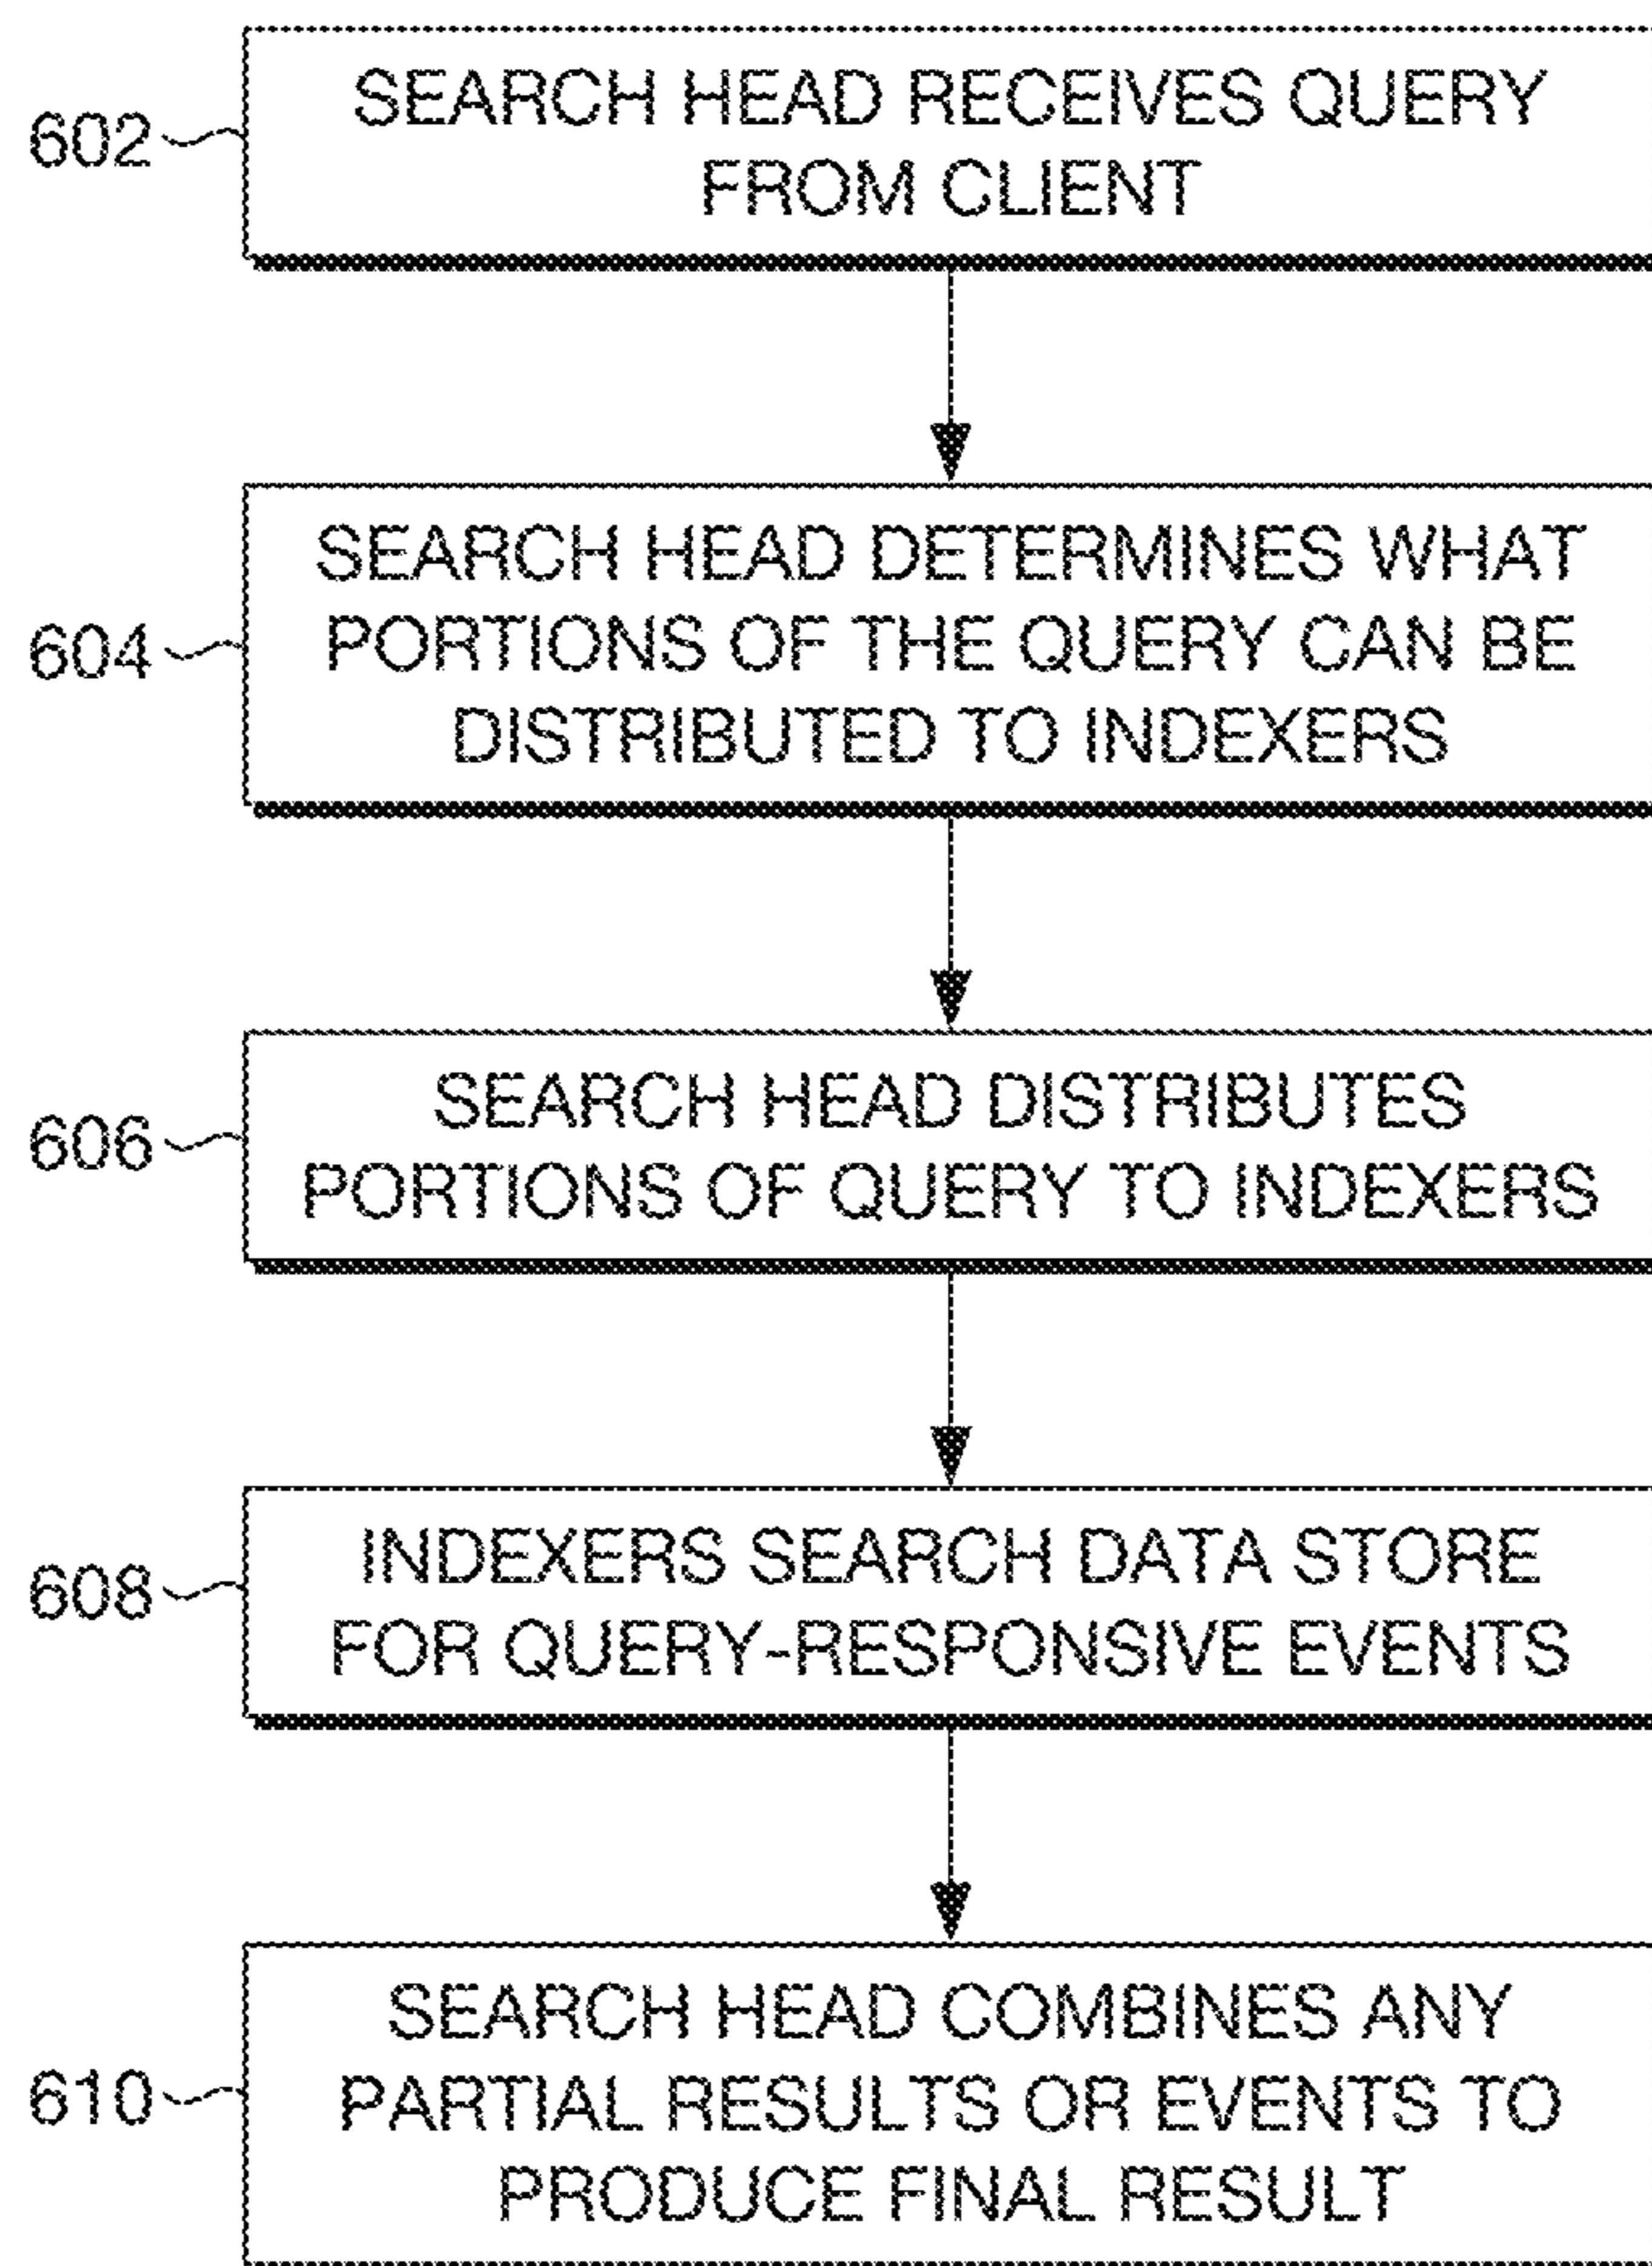 602
SEARCH HEAD RECEIVES QUERY
FROM CLIENT
604
SEARCH HEAD DETERMINES WHAT
PORTIONS OF THE QUERY CAN BE
DISTRIBUTED TO INDEXERS
606
SEARCH HEAD DISTRIBUTES
PORTIONS OF QUERY TO INDEXERS
608
INDEXERS SEARCH DATA STORE
FOR QUERY-RESPONSIVE EVENTS
610
SEARCH HEAD COMBINES ANY
PARTIAL RESULTS OR EVENTS TO
PRODUCE FINAL RESULT